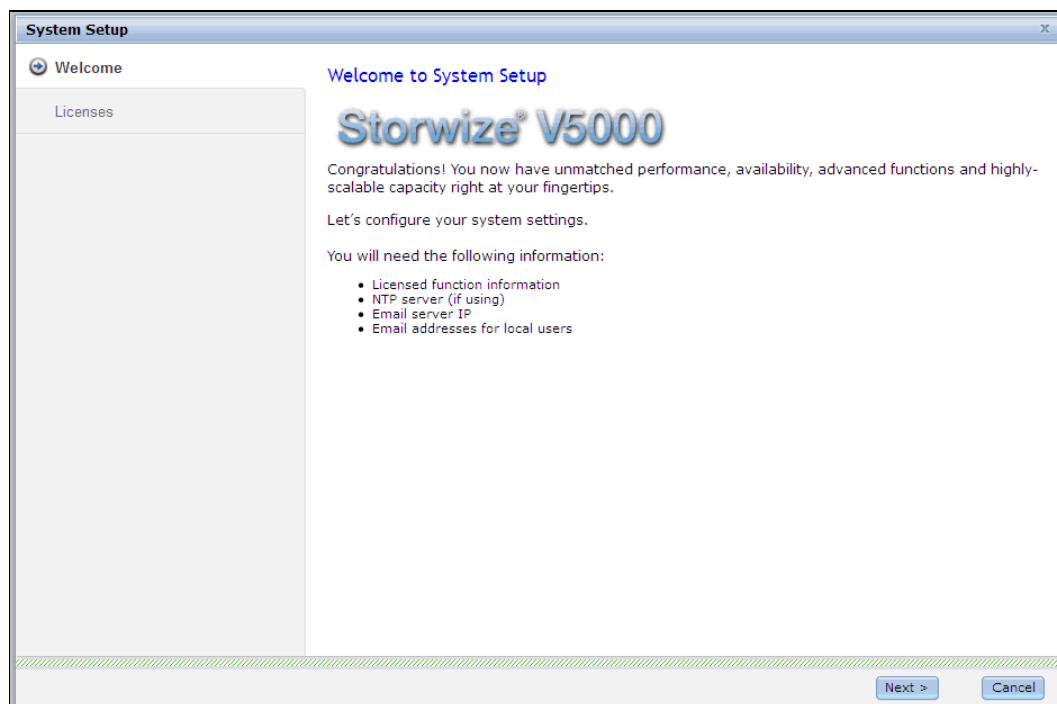 System Setup
x
Welcome
Licenses
Welcome to System Setup
Storwize® V5000
Congratulations! You now have unmatched performance, availability, advanced functions and highly-
scalable capacity right at your fingertips.
Let's configure your system settings.
You will need the following information:
• Licensed function information
• NTP server (if using)
• Email server IP
• Email addresses for local users
Next >
Cancel